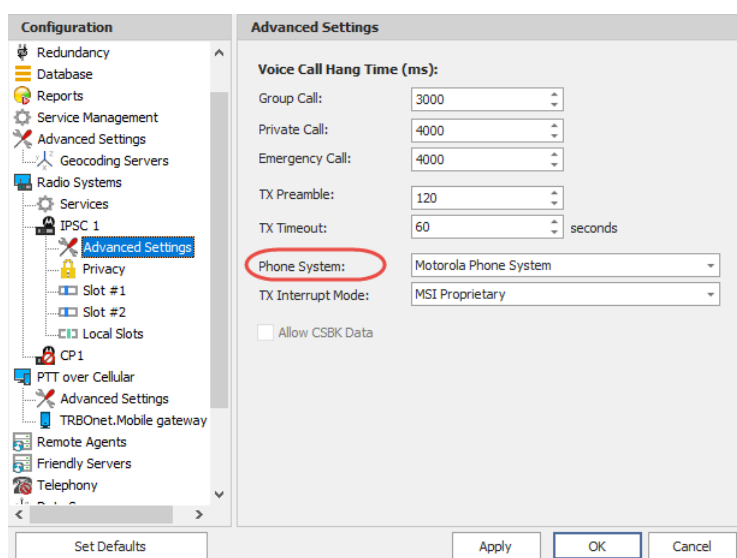 Configuration
Redundancy
Database
Reports
Service Management
Advanced Settings
Geocoding Servers
Radio Systems
Services
IPSC 1
Advanced Settings
Privacy
Slot #1
Slot #2
Local Slots
CP1
PTT over Cellular
Advanced Settings
TRBOnet.Mobile gateway
Remote Agents
Friendly Servers
Telephony
Set Defaults
Advanced Settings
Voice Call Hang Time (ms):
Group Call: 3000
Private Call: 4000
Emergency Call: 4000
TX Preamble: 120
TX Timeout: 60 seconds
Phone System: Motorola Phone System
TX Interrupt Mode: MSI Proprietary
Allow CSBK Data
Apply OK Cancel